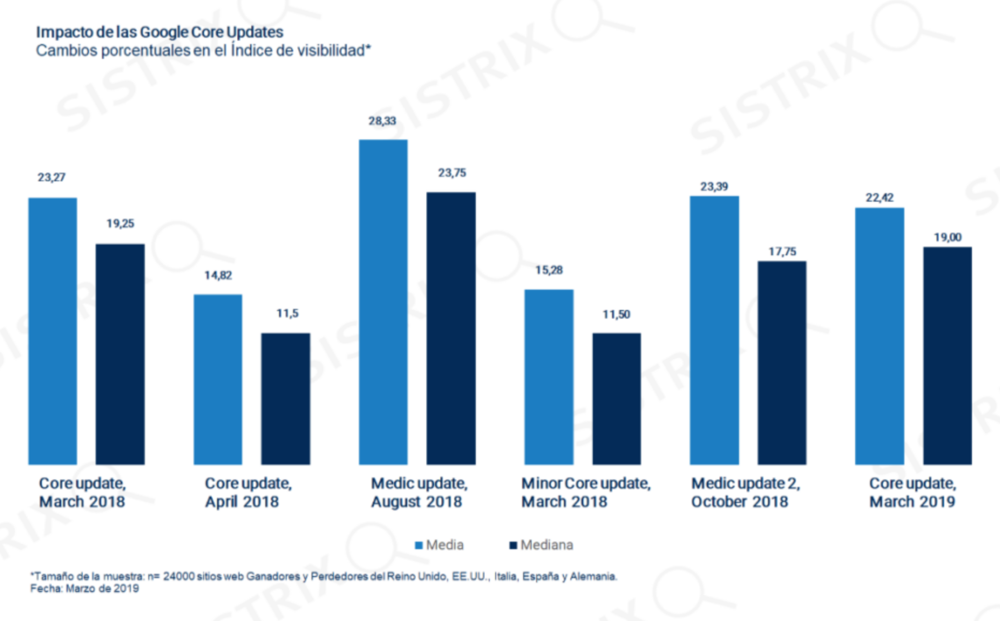 Impacto de las Google Core Updates
Cambios porcentuales en el Índice de visibilidad*
28,33
23,27
23,75
23,39
22,42
19,25
19,00
17,75
14,82
15,28
11,5
11,50
Core update,
March 2018
Core update,
April 2018
Medic update,
August 2018
Minor Core update,
March 2018
Medic update 2,
October 2018
Core update,
March 2019
Media
Mediana
*Tamaño de la muestra: n= 24000 sitios web Ganadores y Perdedores del Reino Unido, EE.UU., Italia, España y Alemania.
Fecha: Marzo de 2019
SISTRIX
SISTRIX
SISTRIX